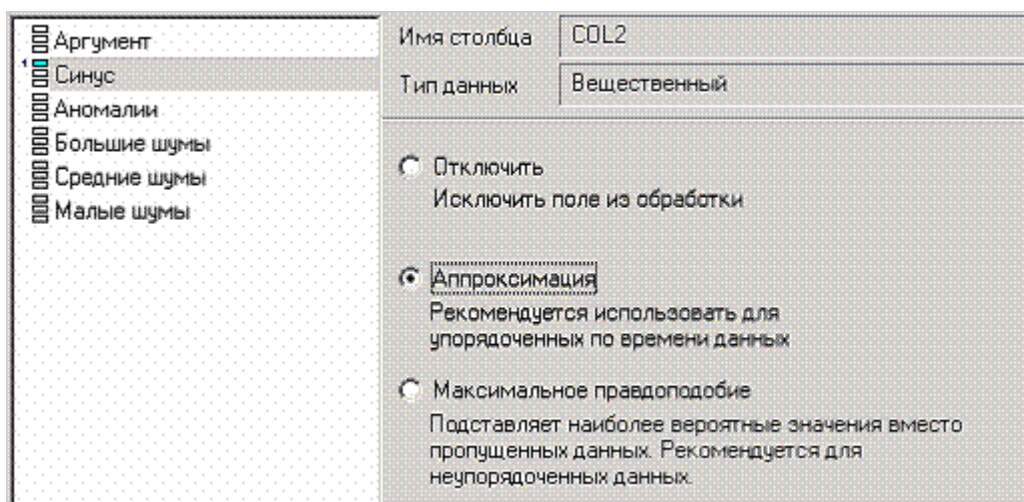 Аргумент
1
Синус
Аномалии
Большие шумы
Средние шумы
Малые шумы
Имя столбца COL2
Тип данных Вещественный
Отключить
Исключить поле из обработки
Аппроксимация
Рекомендуется использовать для
упорядоченных по времени данных
Максимальное правдоподобие
Подставляет наиболее вероятные значения вместо
пропущенных данных. Рекомендуется для
неупорядоченных данных.